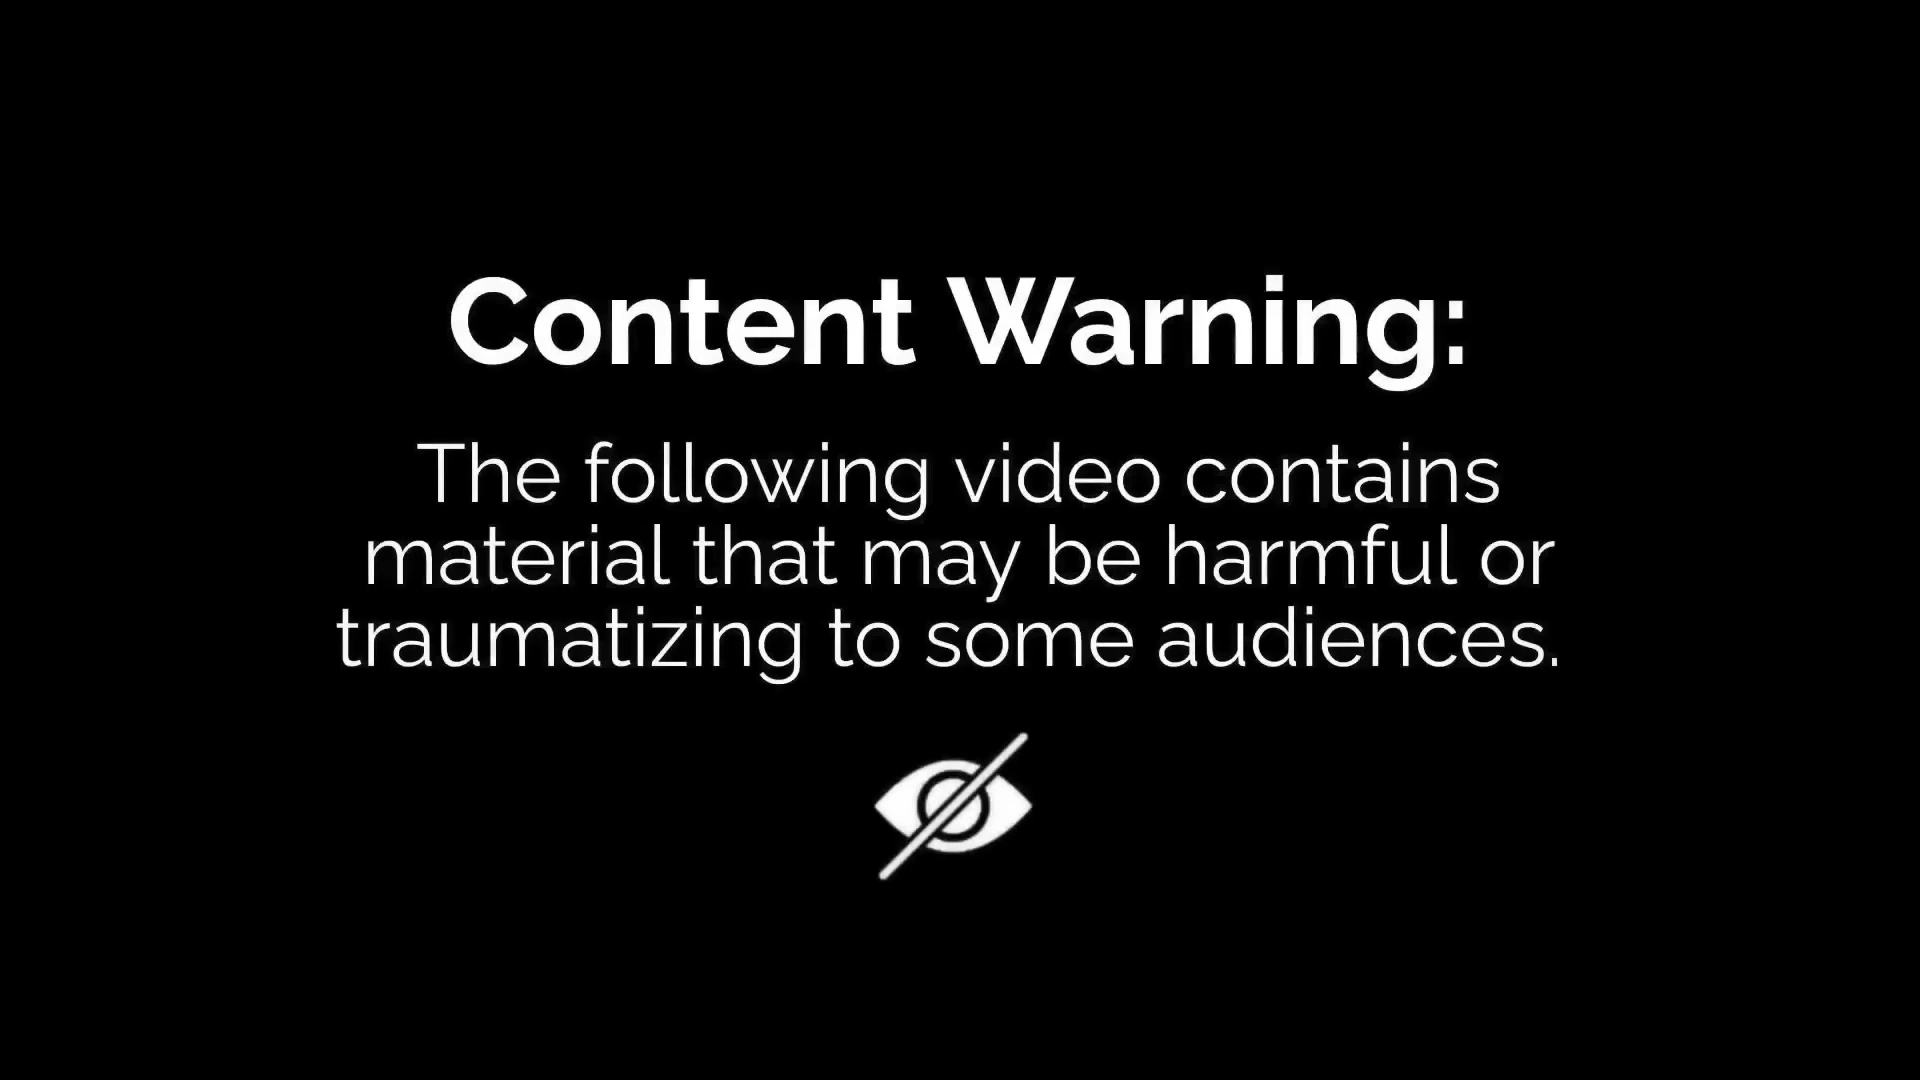 Content Warning:
The following video contains
material that may be harmful or
traumatizing to some audiences.